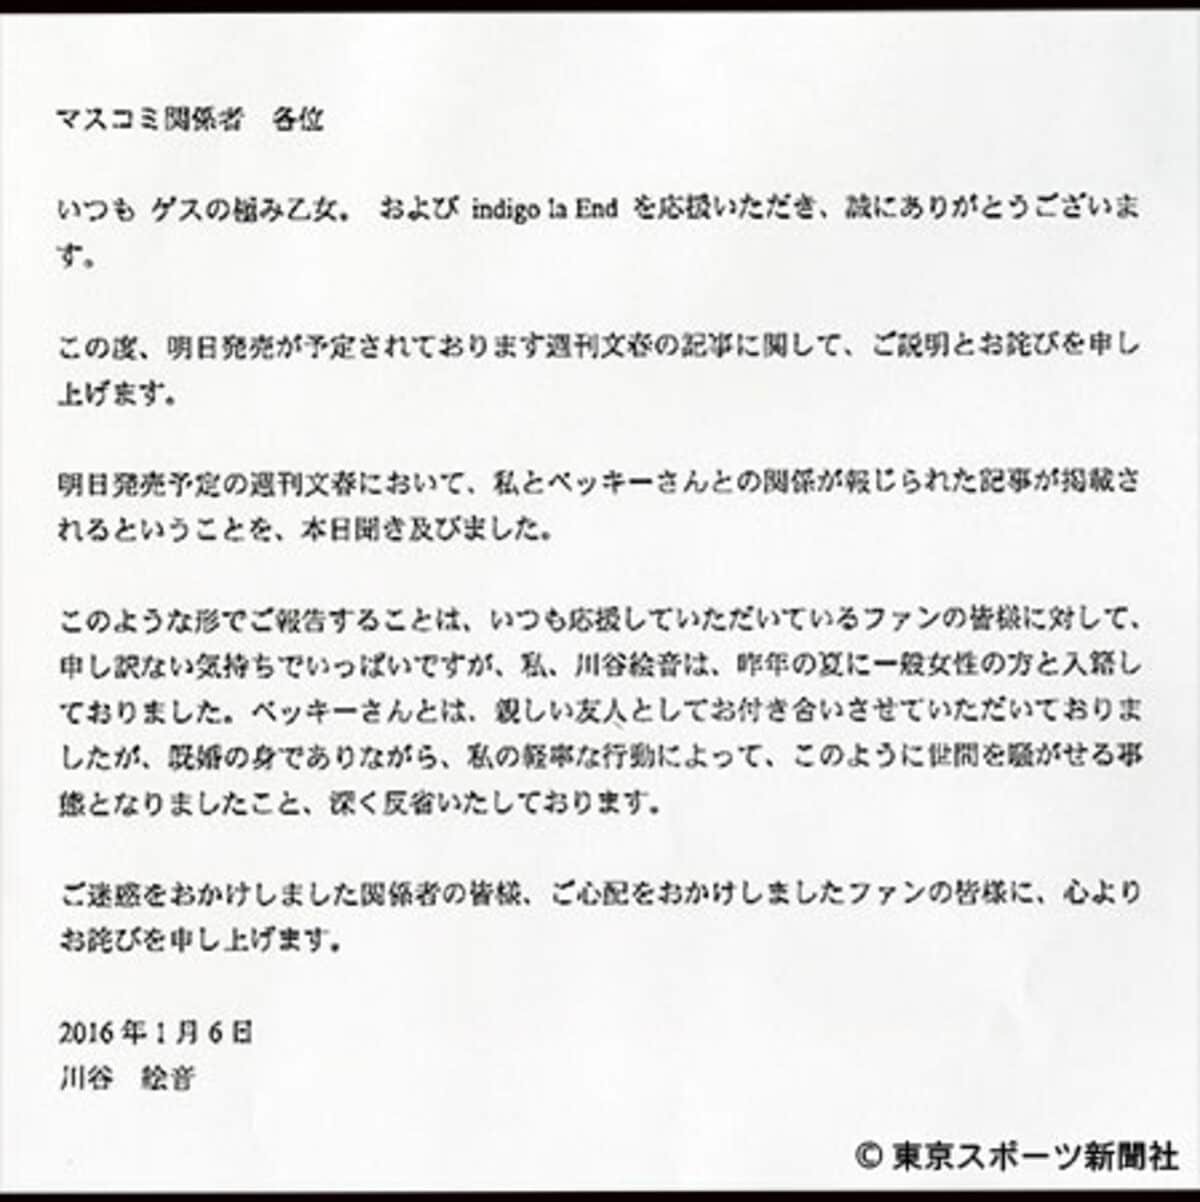 マスコミ関係者　各位
いつも ゲスの極み乙女。 および indigo la End を応援いただき、誠にありがとうございま
す。
この度、明日発売が予定されております週刊文春の記事に関して、ご説明とお詫びを申し
上げます。
明日発売予定の週刊文春において、私とベッキーさんとの関係が報じられた記事が掲載さ
れるということを、本日聞き及びました。
このような形でご報告することは、いつも応援していただいているファンの皆様に対して、
申し訳ない気持ちでいっぱいですが、私、川谷絵音は、昨年の夏に一般女性の方と入籍し
ておりました。ベッキーさんとは、親しい友人としてお付き合いさせていただいておりま
したが、既婚の身でありながら、私の軽率な行動によって、このように世間を騒がせる事
態となりましたこと、深く反省いたしております。
ご迷惑をおかけしました関係者の皆様、ご心配をおかけしましたファンの皆様に、心より
お詫びを申し上げます。
2016 年 1 月 6 日
川谷　絵音
© 東京スポーツ新聞社